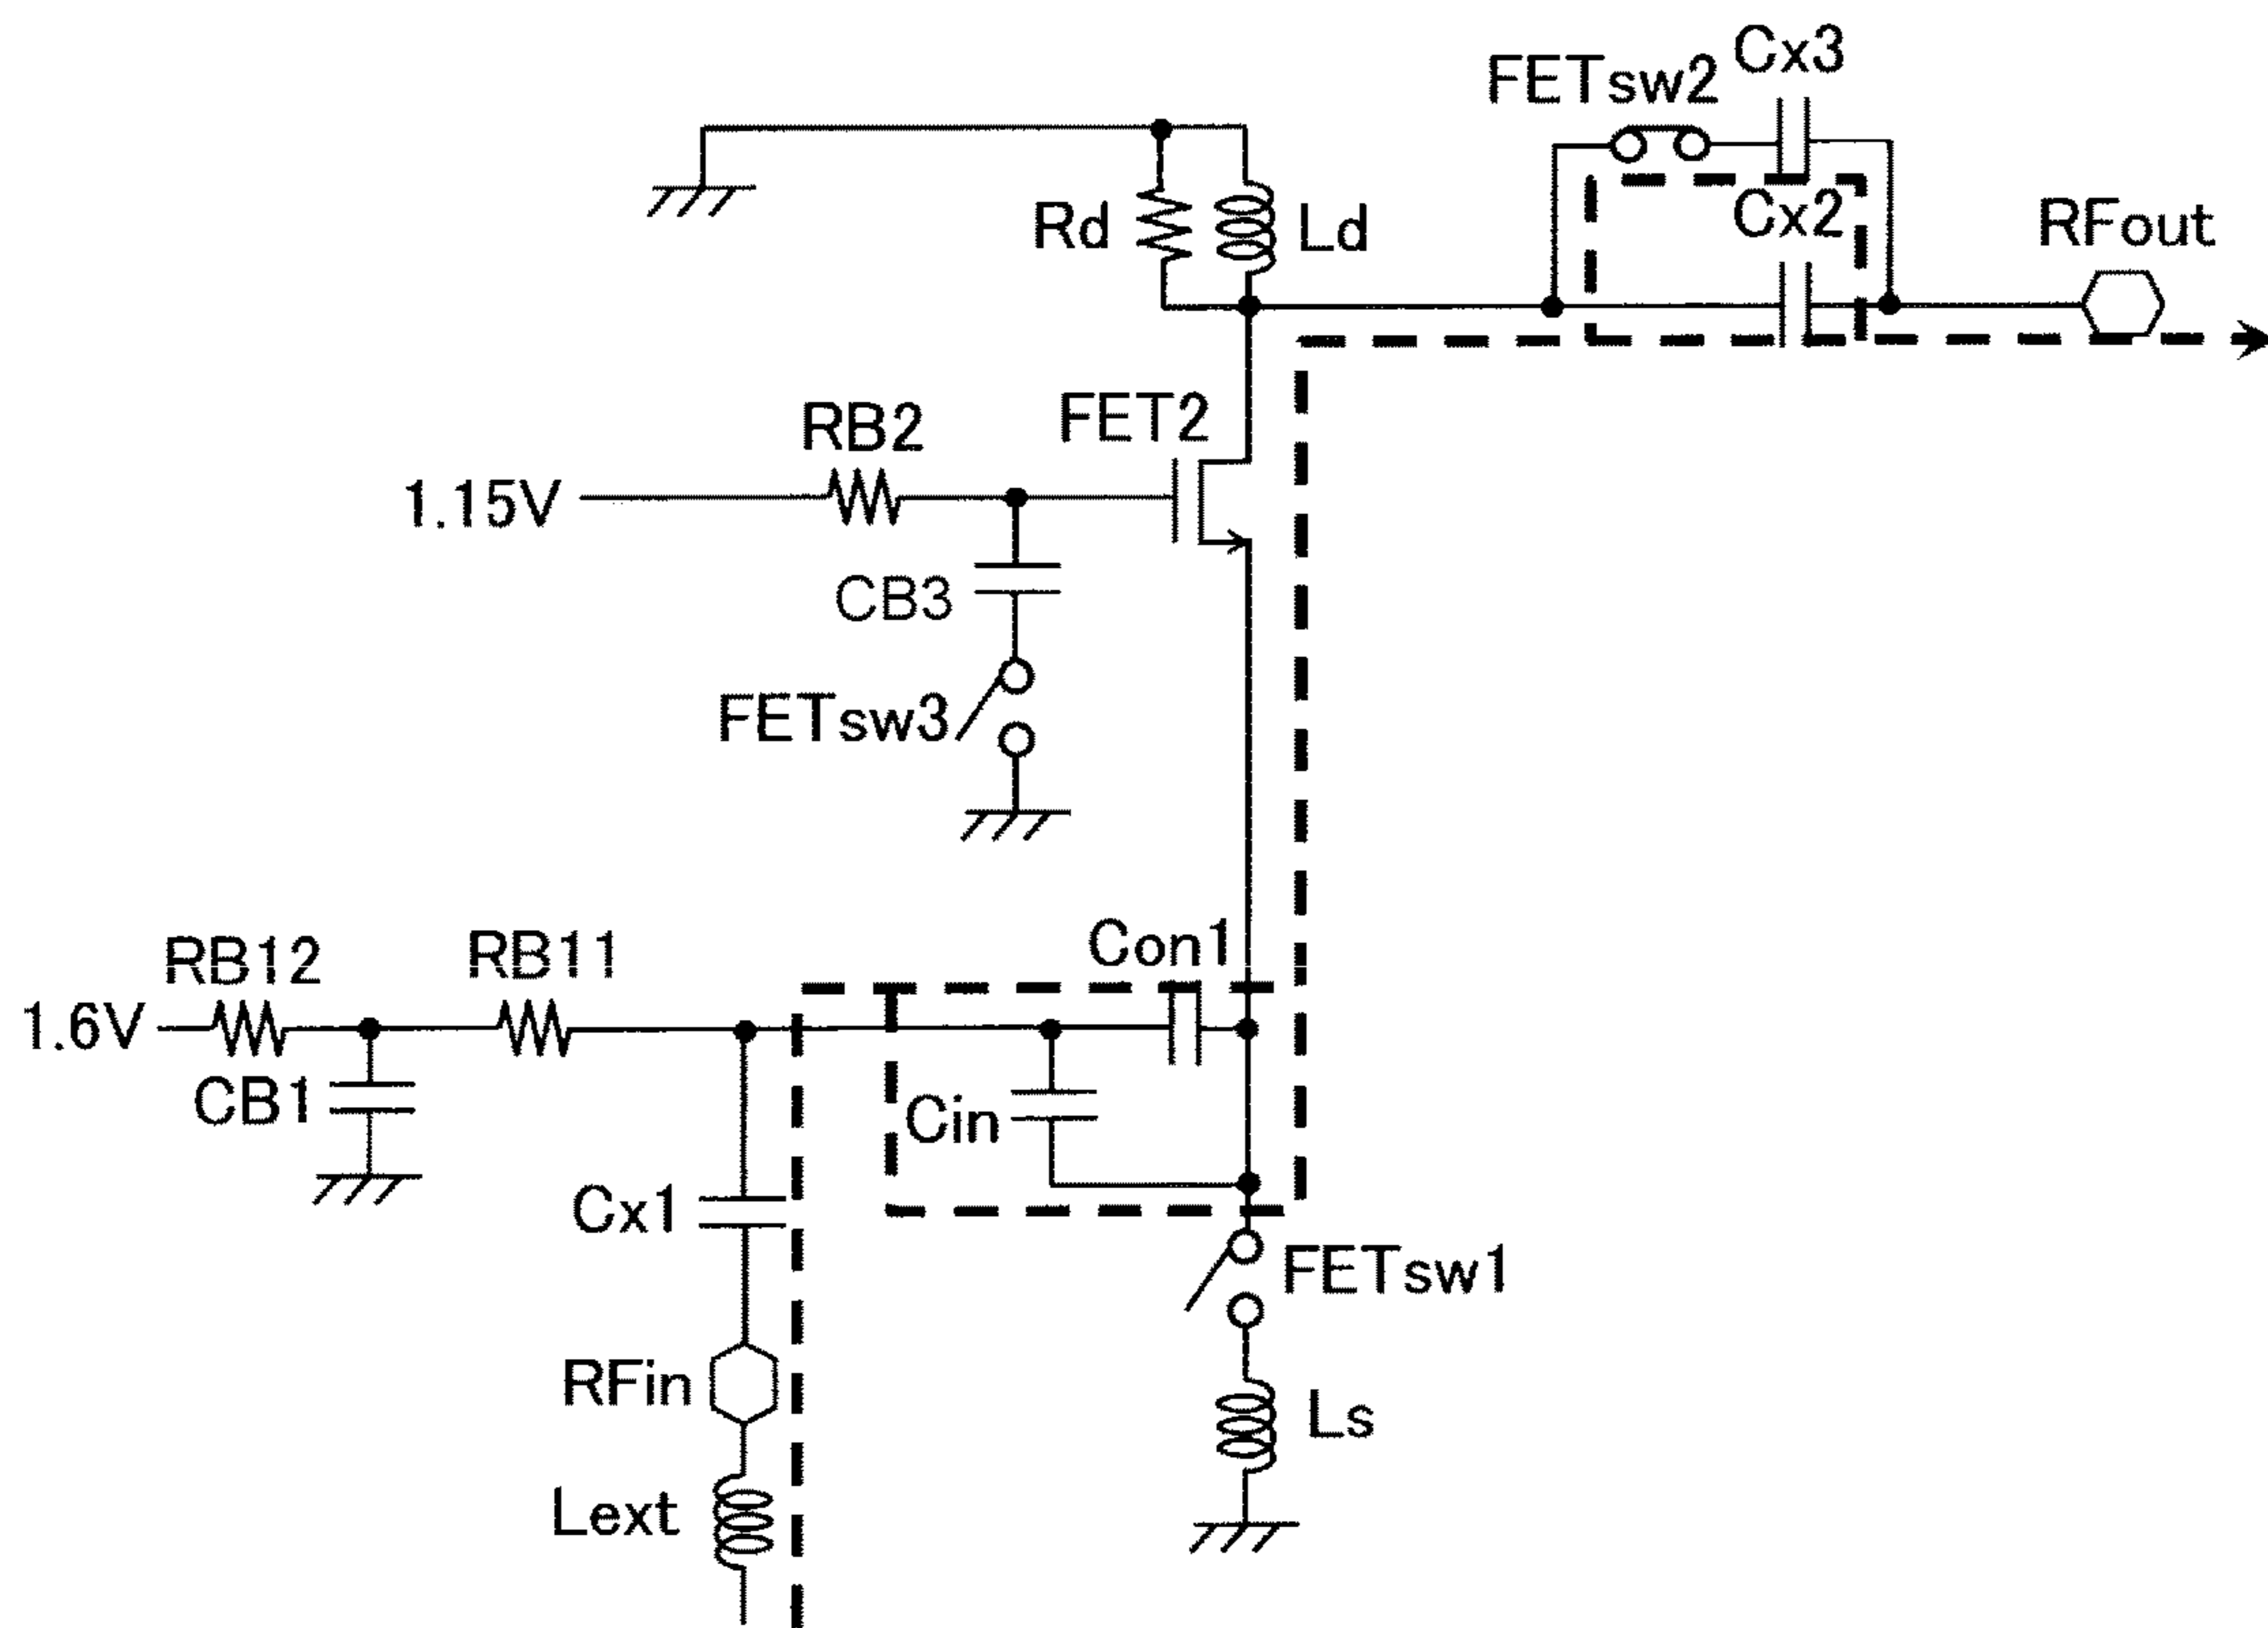 Cx3
FETsw2
Rd
Ld
Cx2
RFout
RB2
FET2
1.15V
CB3
FETsw3
Con1
RB12
RB11
1.6V
CB1
Cin
Cx1
FETsw1
RFin
Ls
Lext